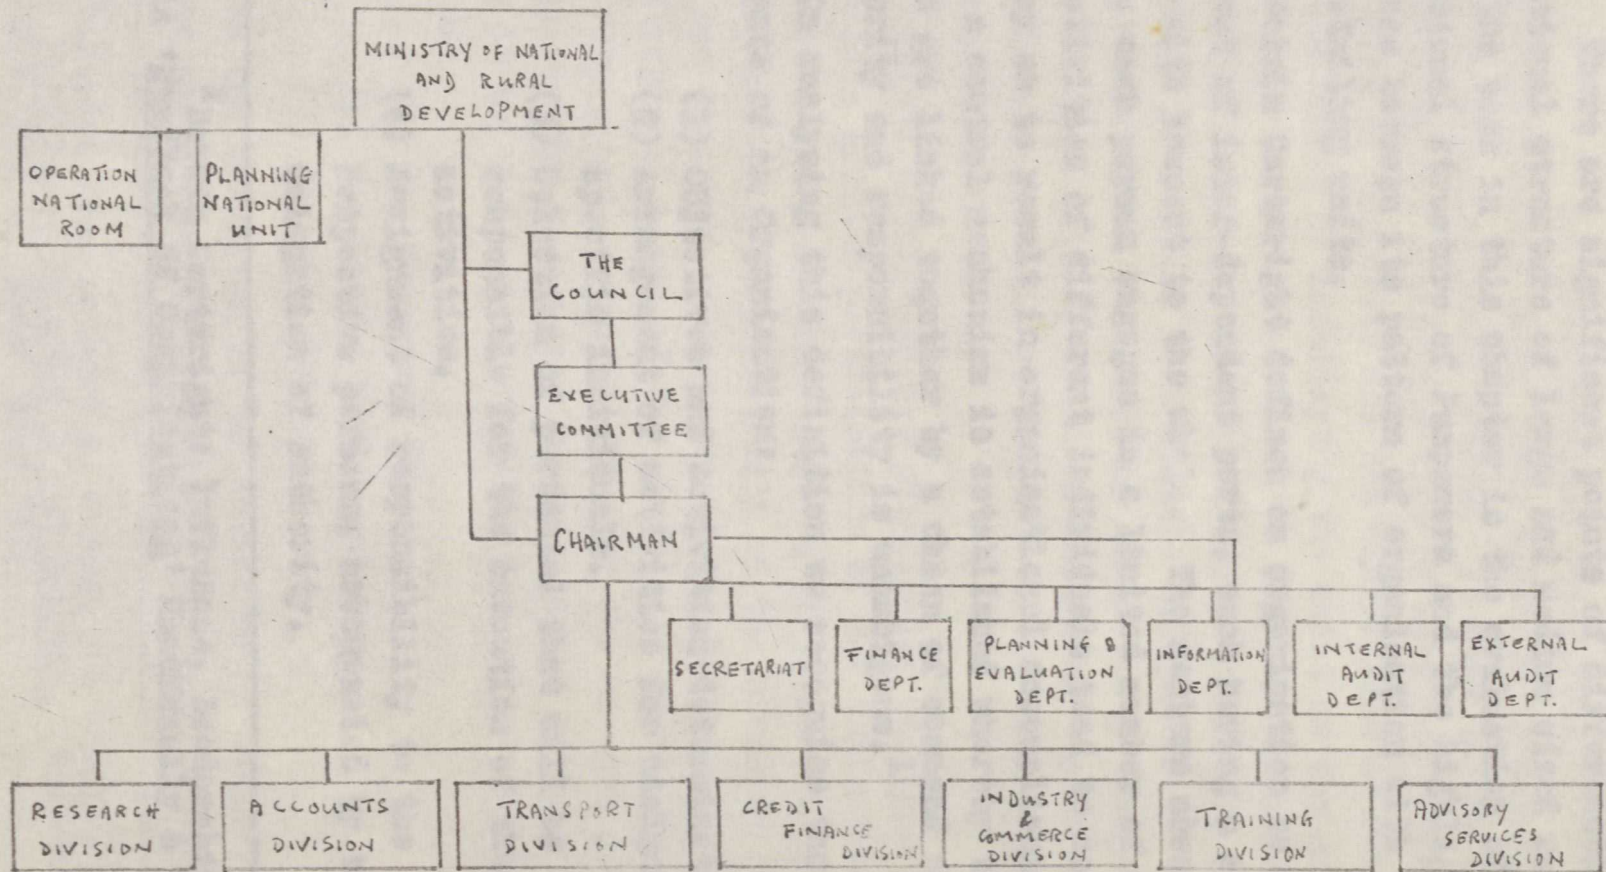 MINISTRY OF NATIONAL
AND RURAL
DEVELOPMENT
OPERATION
NATIONAL
ROOM
PLANNING
NATIONAL
UNIT
THE
COUNCIL
EXECUTIVE
COMMITTEE
CHAIRMAN
SECRETARIAT
FINANCE
DEPT.
PLANNING &
EVALUATION
DEPT.
INFORMATION
DEPT.
INTERNAL
AUDIT
DEPT.
EXTERNAL
AUDIT
DEPT.
RESEARCH
DIVISION
ACCOUNTS
DIVISION
TRANSPORT
DIVISION
CREDIT
FINANCE
DIVISION
INDUSTRY
&
COMMERCE
DIVISION
TRAINING
DIVISION
ADVISORY
SERVICES
DIVISION